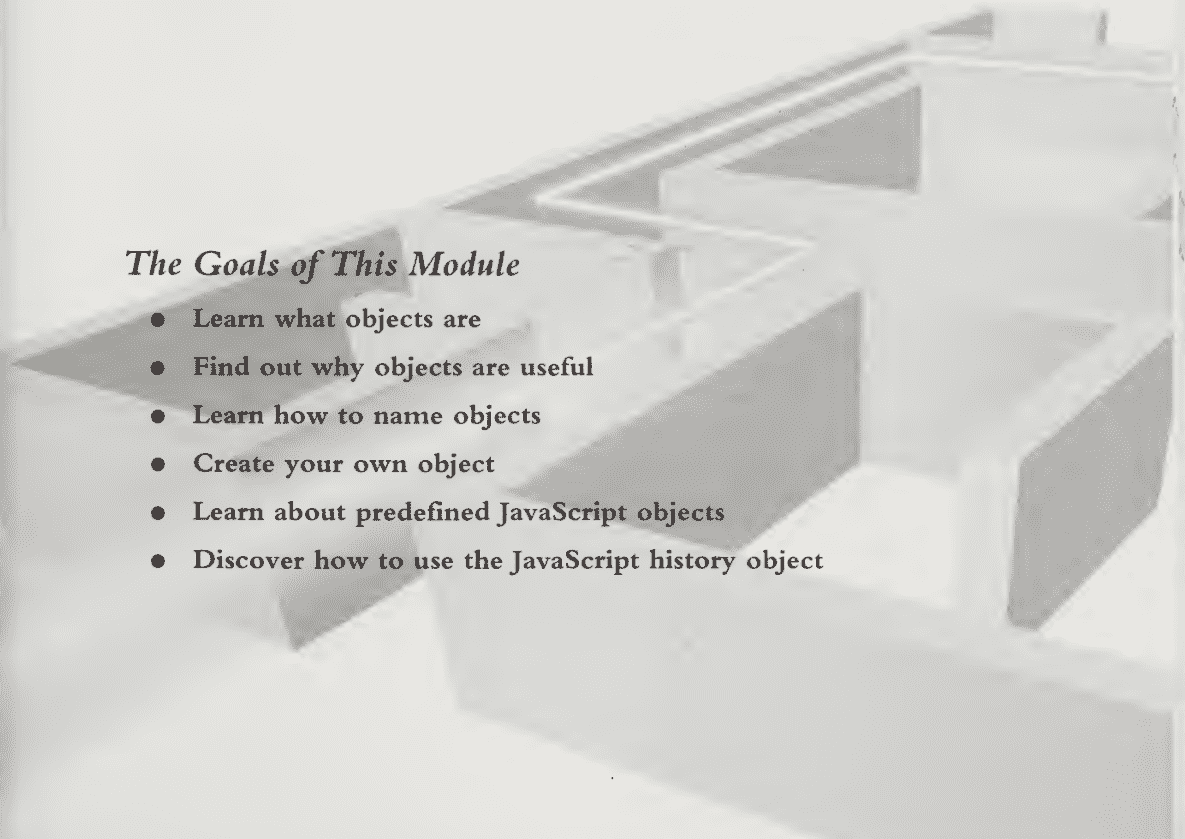 The Goals of This Module
● Learn what objects are
● Find out why objects are useful
● Learn how to name objects
● Create your own object
● Learn about predefined JavaScript objects
● Discover how to use the JavaScript history object